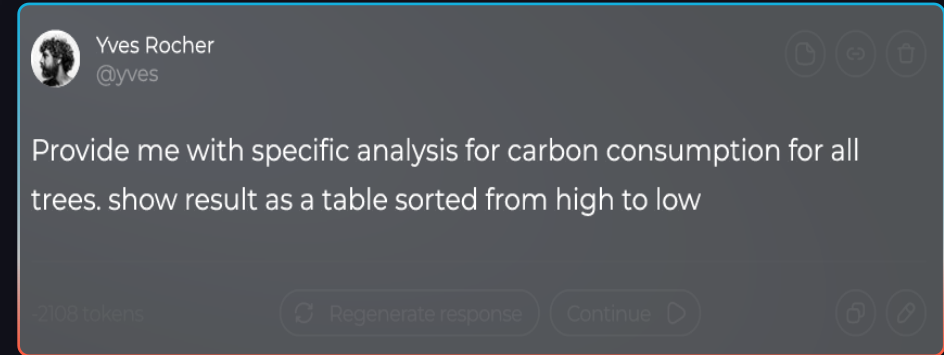 Yves Rocher
@yves
Provide me with specific analysis for carbon consumption for all
trees. show result as a table sorted from high to low
~2108 tokens
Regenerate response
Continue